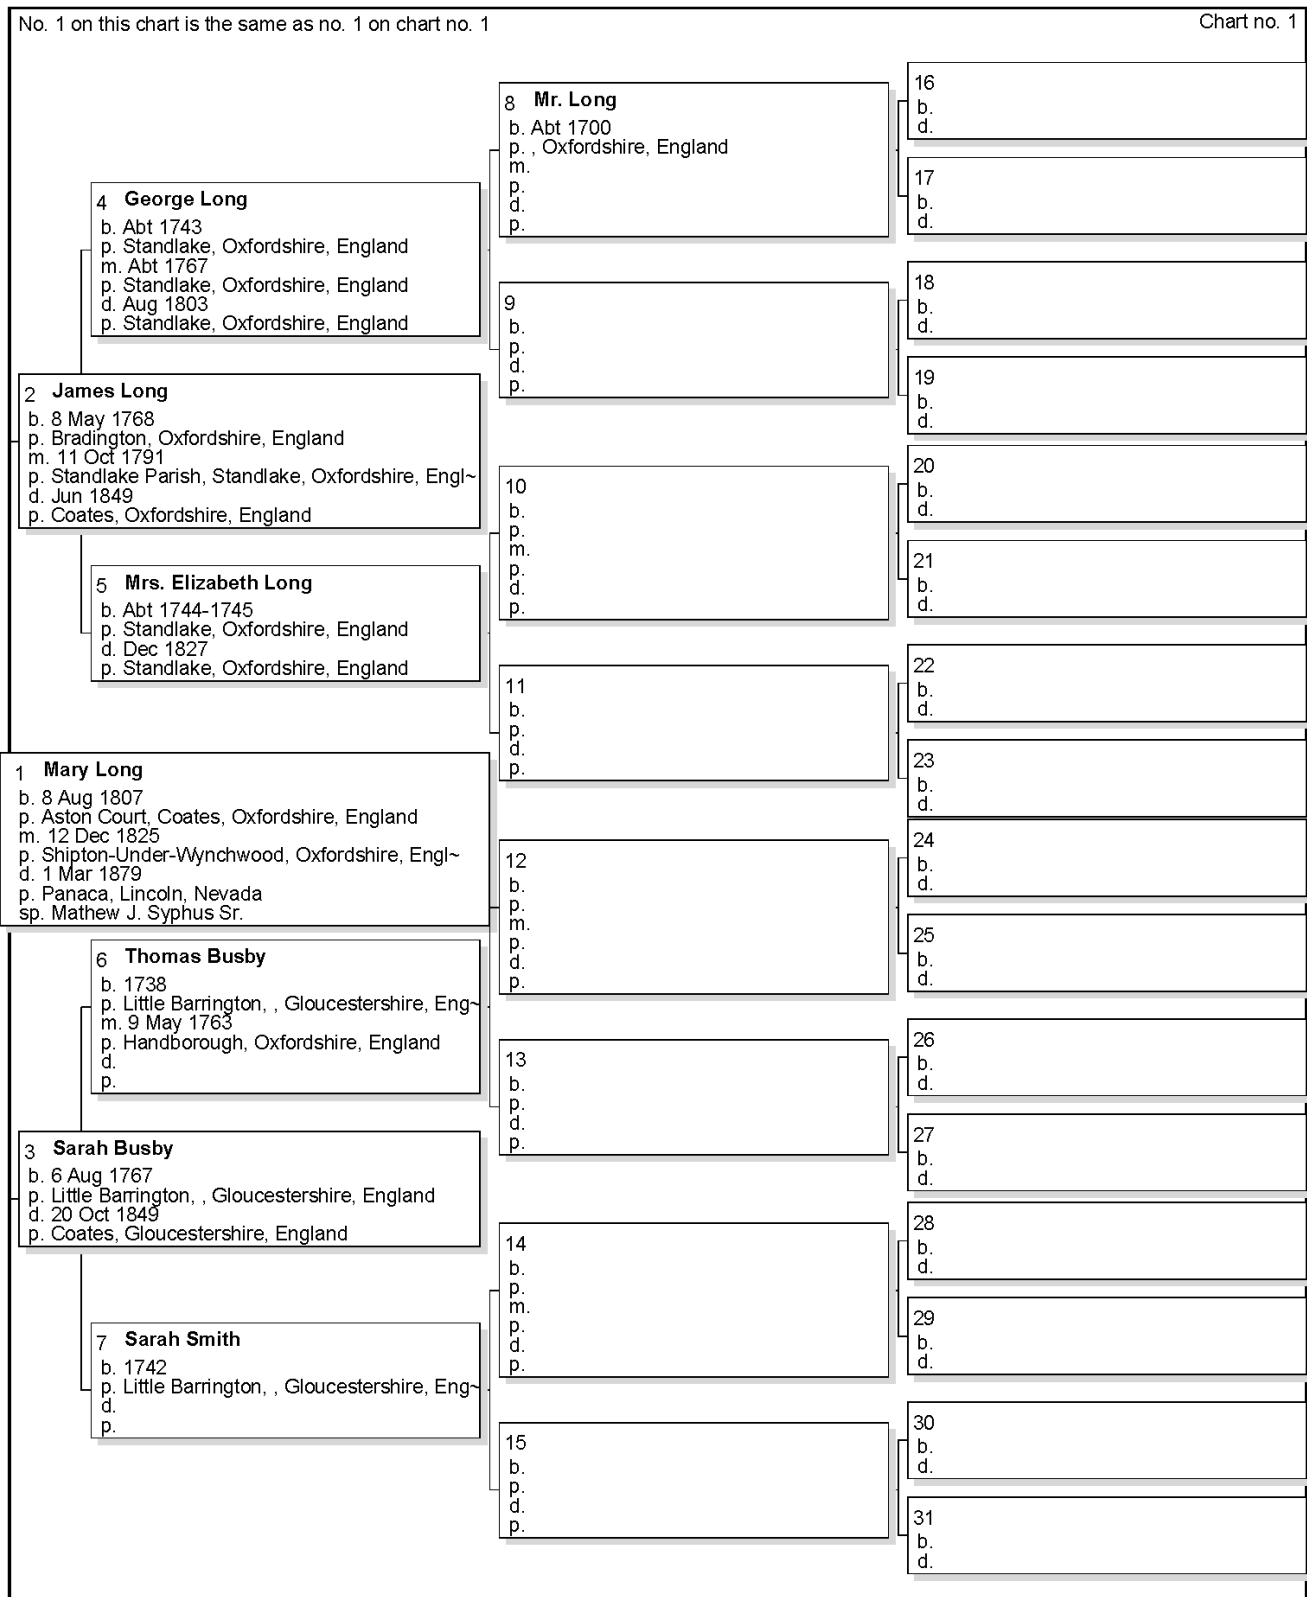 No. 1 on this chart is the same as no. 1 on chart no. 1
Chart no. 1
1 Mary Long
b. 8 Aug 1807
p. Aston Court, Coates, Oxfordshire, England
m. 12 Dec 1825
p. Shipton-Under-Wynchwood, Oxfordshire, Engl~
d. 1 Mar 1879
p. Panaca, Lincoln, Nevada
sp. Mathew J. Syphus Sr.
2 James Long
b. 8 May 1768
p. Bradington, Oxfordshire, England
m. 11 Oct 1791
p. Standlake Parish, Standlake, Oxfordshire, Engl~
d. Jun 1849
p. Coates, Oxfordshire, England
3 Sarah Busby
b. 6 Aug 1767
p. Little Barrington, , Gloucestershire, England
d. 20 Oct 1849
p. Coates, Gloucestershire, England
4 George Long
b. Abt 1743
p. Standlake, Oxfordshire, England
m. Abt 1767
p. Standlake, Oxfordshire, England
d. Aug 1803
p. Standlake, Oxfordshire, England
5 Mrs. Elizabeth Long
b. Abt 1744-1745
p. Standlake, Oxfordshire, England
d. Dec 1827
p. Standlake, Oxfordshire, England
6 Thomas Busby
b. 1738
p. Little Barrington, , Gloucestershire, Eng~
m. 9 May 1763
p. Handborough, Oxfordshire, England
d.
p.
7 Sarah Smith
b. 1742
p. Little Barrington, , Gloucestershire, Eng~
d.
p.
8 Mr. Long
b. Abt 1700
p. , Oxfordshire, England
m.
p.
d.
p.
9
b.
p.
d.
p.
10
b.
p.
m.
p.
d.
p.
11
b.
p.
d.
p.
12
b.
p.
m.
p.
d.
p.
13
b.
p.
d.
p.
14
b.
p.
m.
p.
d.
p.
15
b.
p.
d.
p.
16
b.
d.
17
b.
d.
18
b.
d.
19
b.
d.
20
b.
d.
21
b.
d.
22
b.
d.
23
b.
d.
24
b.
d.
25
b.
d.
26
b.
d.
27
b.
d.
28
b.
d.
29
b.
d.
30
b.
d.
31
b.
d.